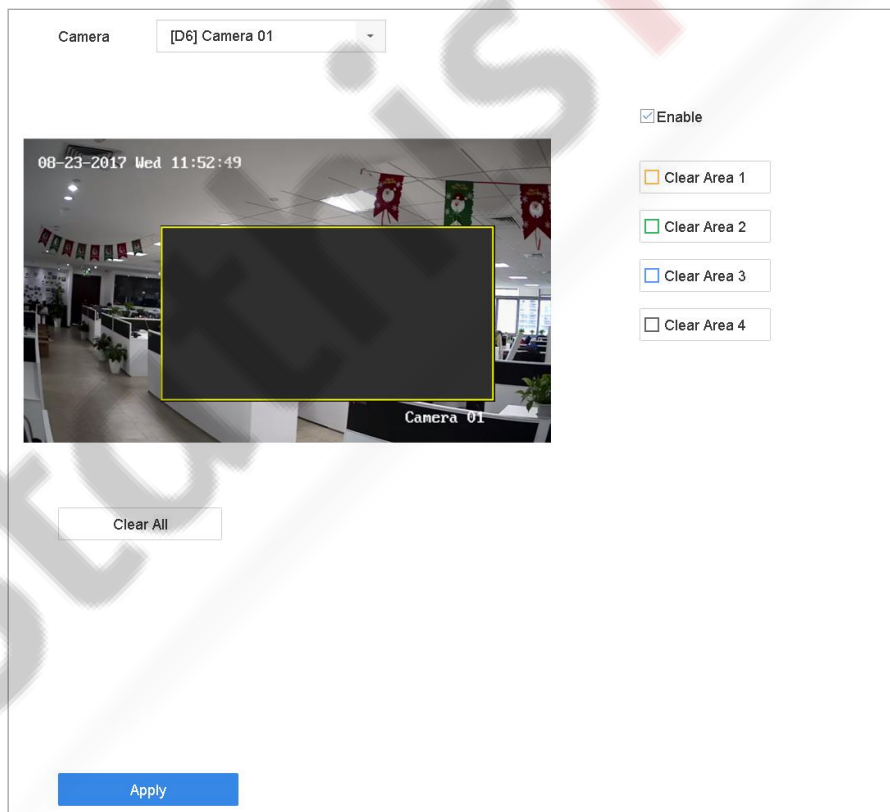 Camera [D6] Camera 01
Enable
08-23-2017 Wed 11:52:49
Clear Area 1
Clear Area 2
Clear Area 3
Clear Area 4
Camera 01
Clear All
Apply